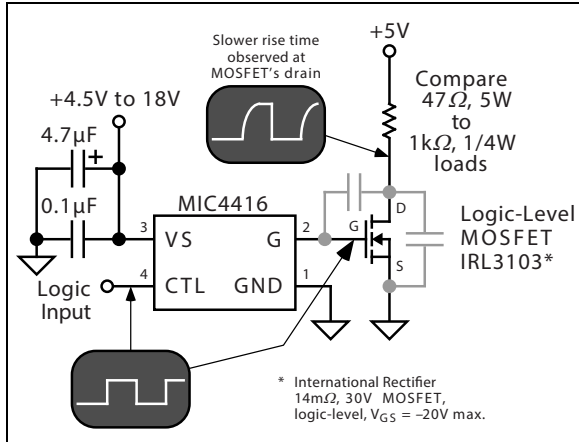 +5V
Slower rise time
observed at
MOSFET's drain
Compare
47Ω, 5W
to
1kΩ, 1/4W
loads
+4.5V to 18V
4.7µF
+
0.1µF
MIC4416
3
VS
G
2
4
CTL
GND
1
Logic
Input
G
D
S
Logic-Level
MOSFET
IRL3103*
* International Rectifier
14mΩ, 30V MOSFET,
logic-level, VGS = –20V max.